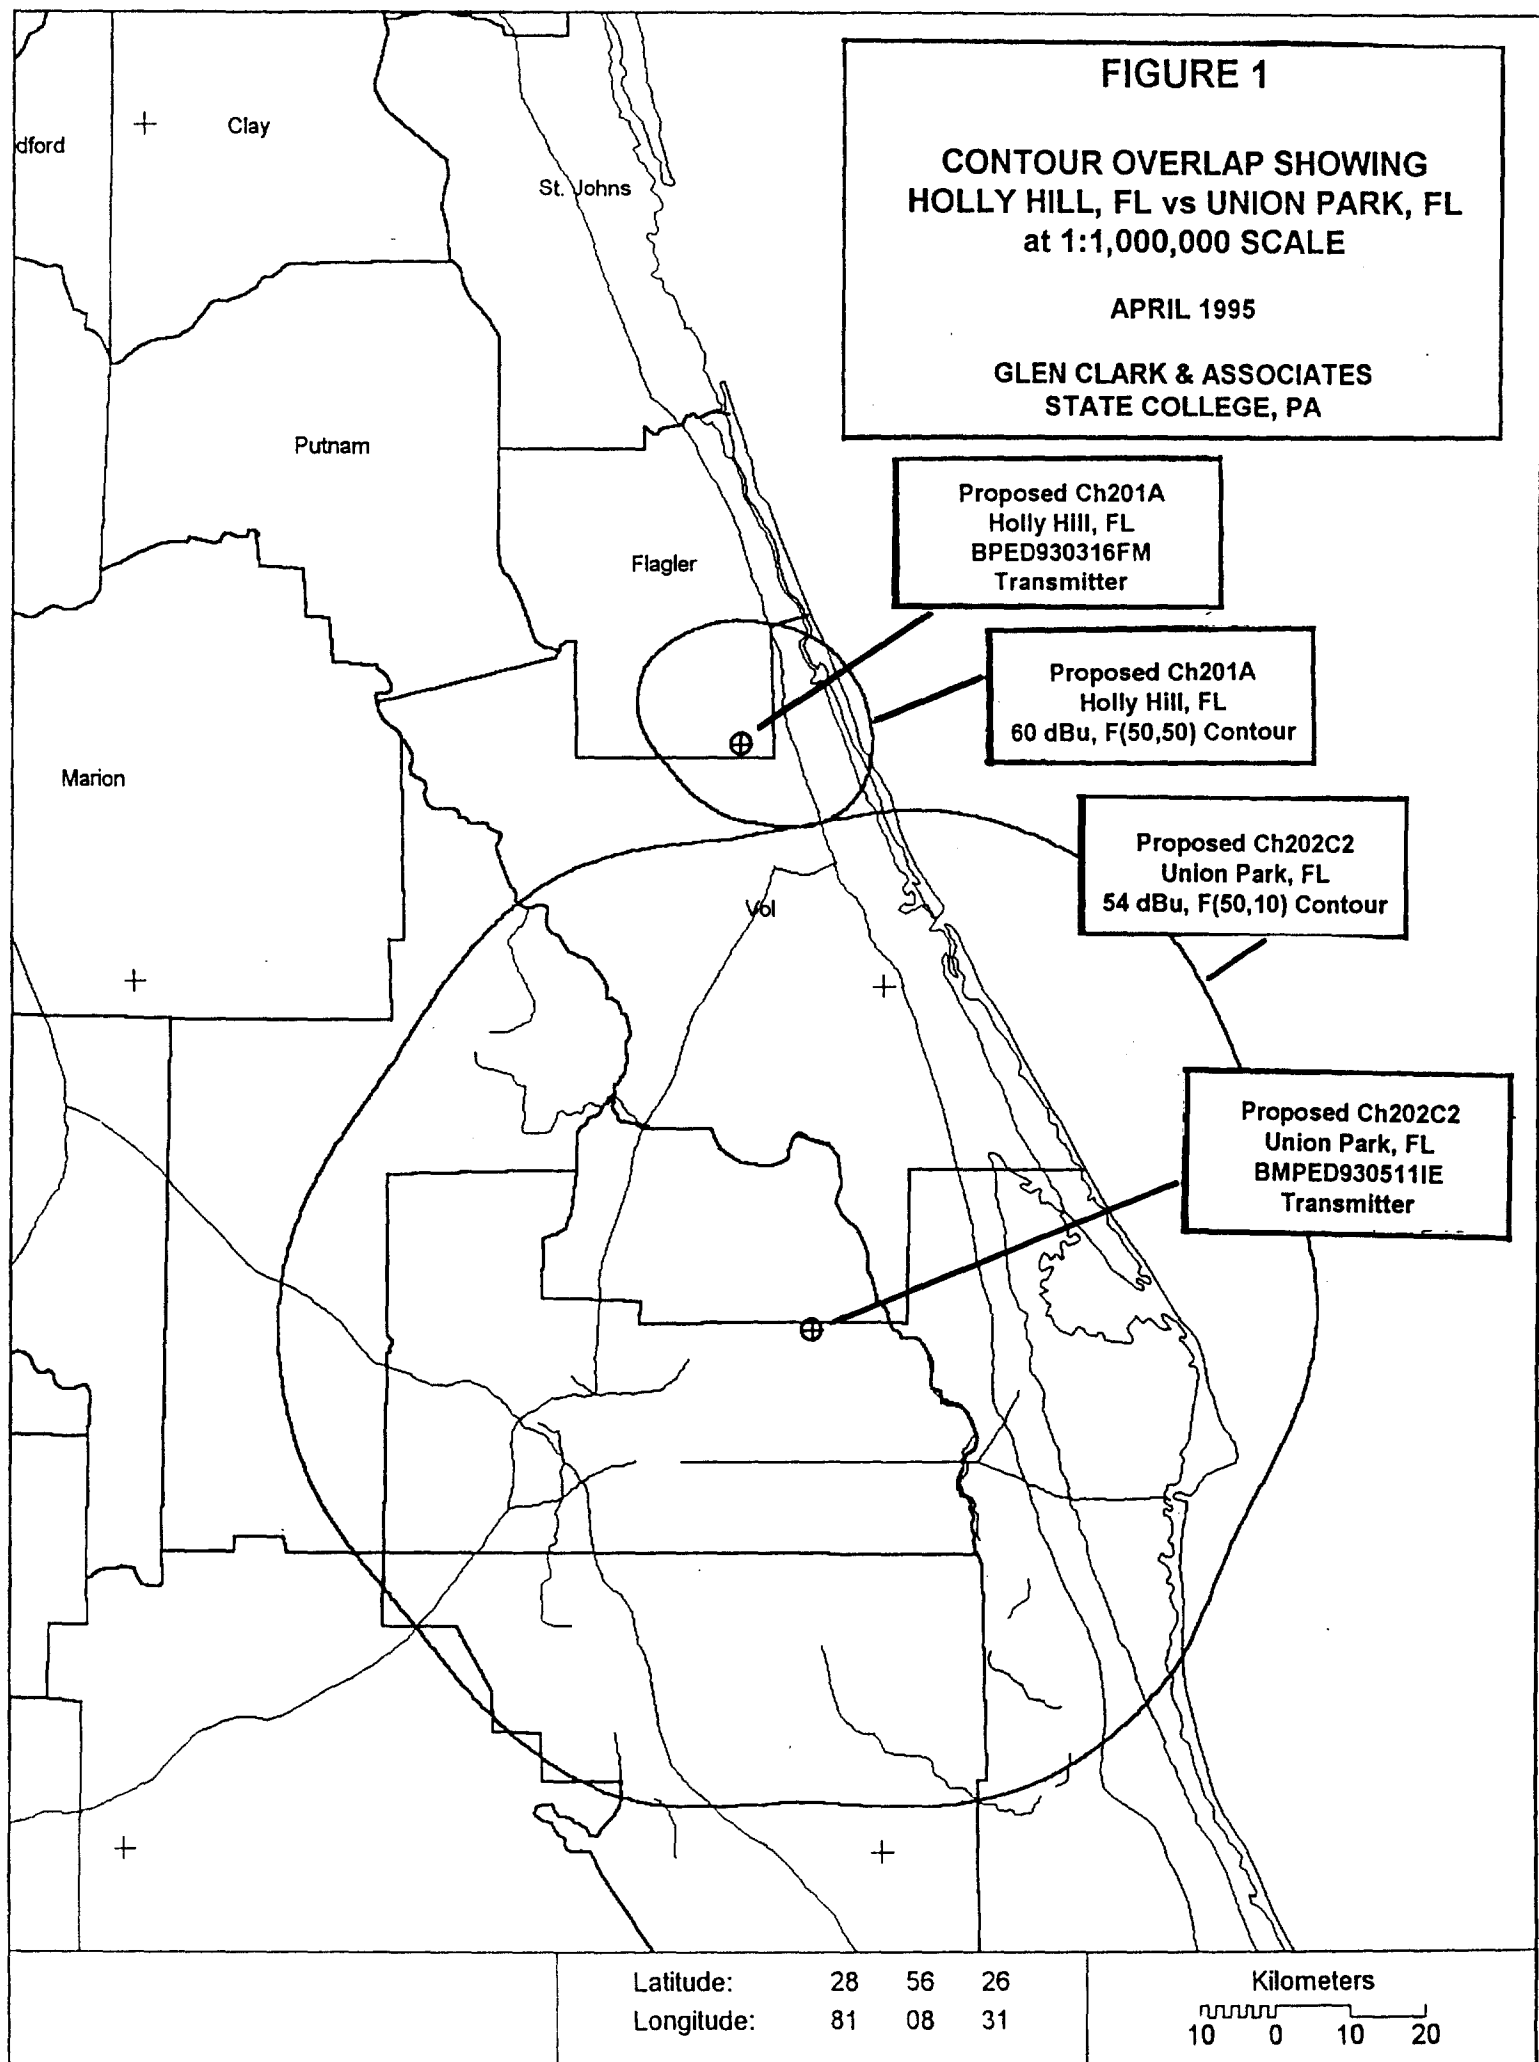 FIGURE 1
CONTOUR OVERLAP SHOWING
HOLLY HILL, FL vs UNION PARK, FL
at 1:1,000,000 SCALE
APRIL 1995
GLEN CLARK & ASSOCIATES
STATE COLLEGE, PA
dford
Clay
St. Johns
Putnam
Flagler
Marion
Vol
Proposed Ch201A
Holly Hill, FL
BPED930316FM
Transmitter
Proposed Ch201A
Holly Hill, FL
60 dBu, F(50,50) Contour
Proposed Ch202C2
Union Park, FL
54 dBu, F(50,10) Contour
Proposed Ch202C2
Union Park, FL
BMPED930511IE
Transmitter
Latitude: 28 56 26
Longitude: 81 08 31
Kilometers
10 0 10 20